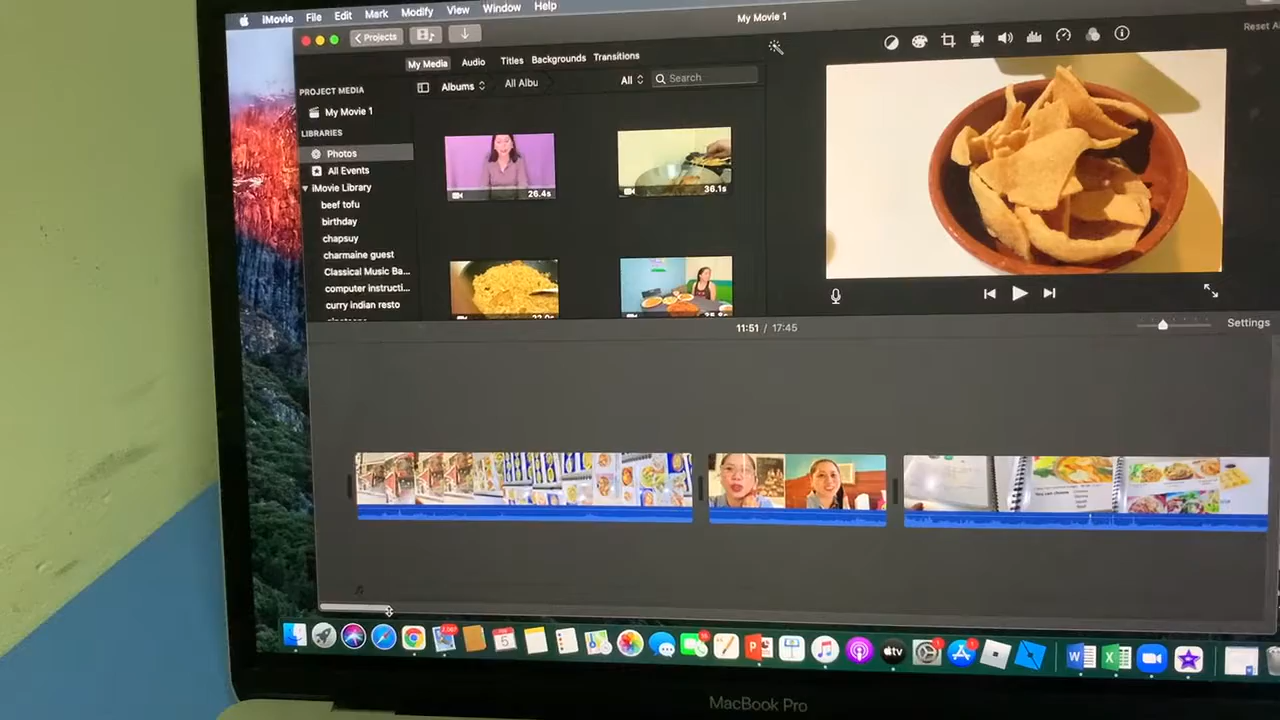 iMovie File Edit Mark Modify View Window Help
My Movie 1
Projects
Reset Al
My Media Audio Titles Backgrounds Transitions
Albums All Albu All Search
PROJECT MEDIA
My Movie 1
LIBRARIES
Photos
All Events
iMovie Library
beef tofu
birthday
chapsuy
charmaine guest
Classical Music Ba...
computer instructi...
curry indian resto
26.4s
36.1s
11:51 / 17:45
Settings
tv
MacBook Pro